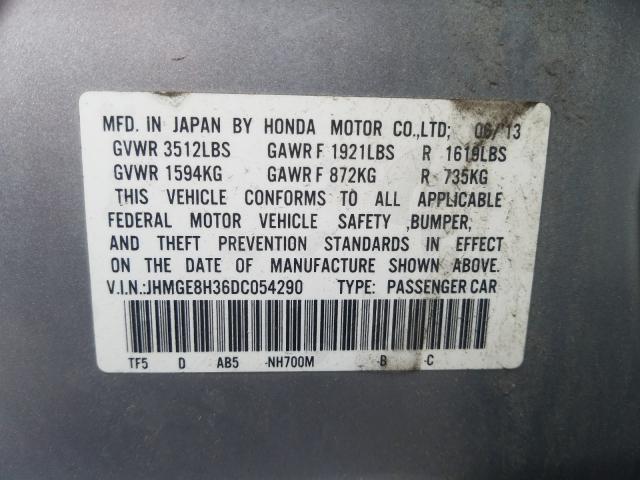 MFD. IN JAPAN BY HONDA MOTOR CO.,LTD; 06/13
GVWR 3512LBS GAWR F 1921LBS R 1619LBS
GVWR 1594KG GAWR F 872KG R 735KG
THIS VEHICLE CONFORMS TO ALL APPLICABLE
FEDERAL MOTOR VEHICLE SAFETY ,BUMPER,
AND THEFT PREVENTION STANDARDS IN EFFECT
ON THE DATE OF MANUFACTURE SHOWN ABOVE.
V.I.N.:JHMGE8H36DC054290 TYPE: PASSENGER CAR
TF5 D AB5 -NH700M -B -C